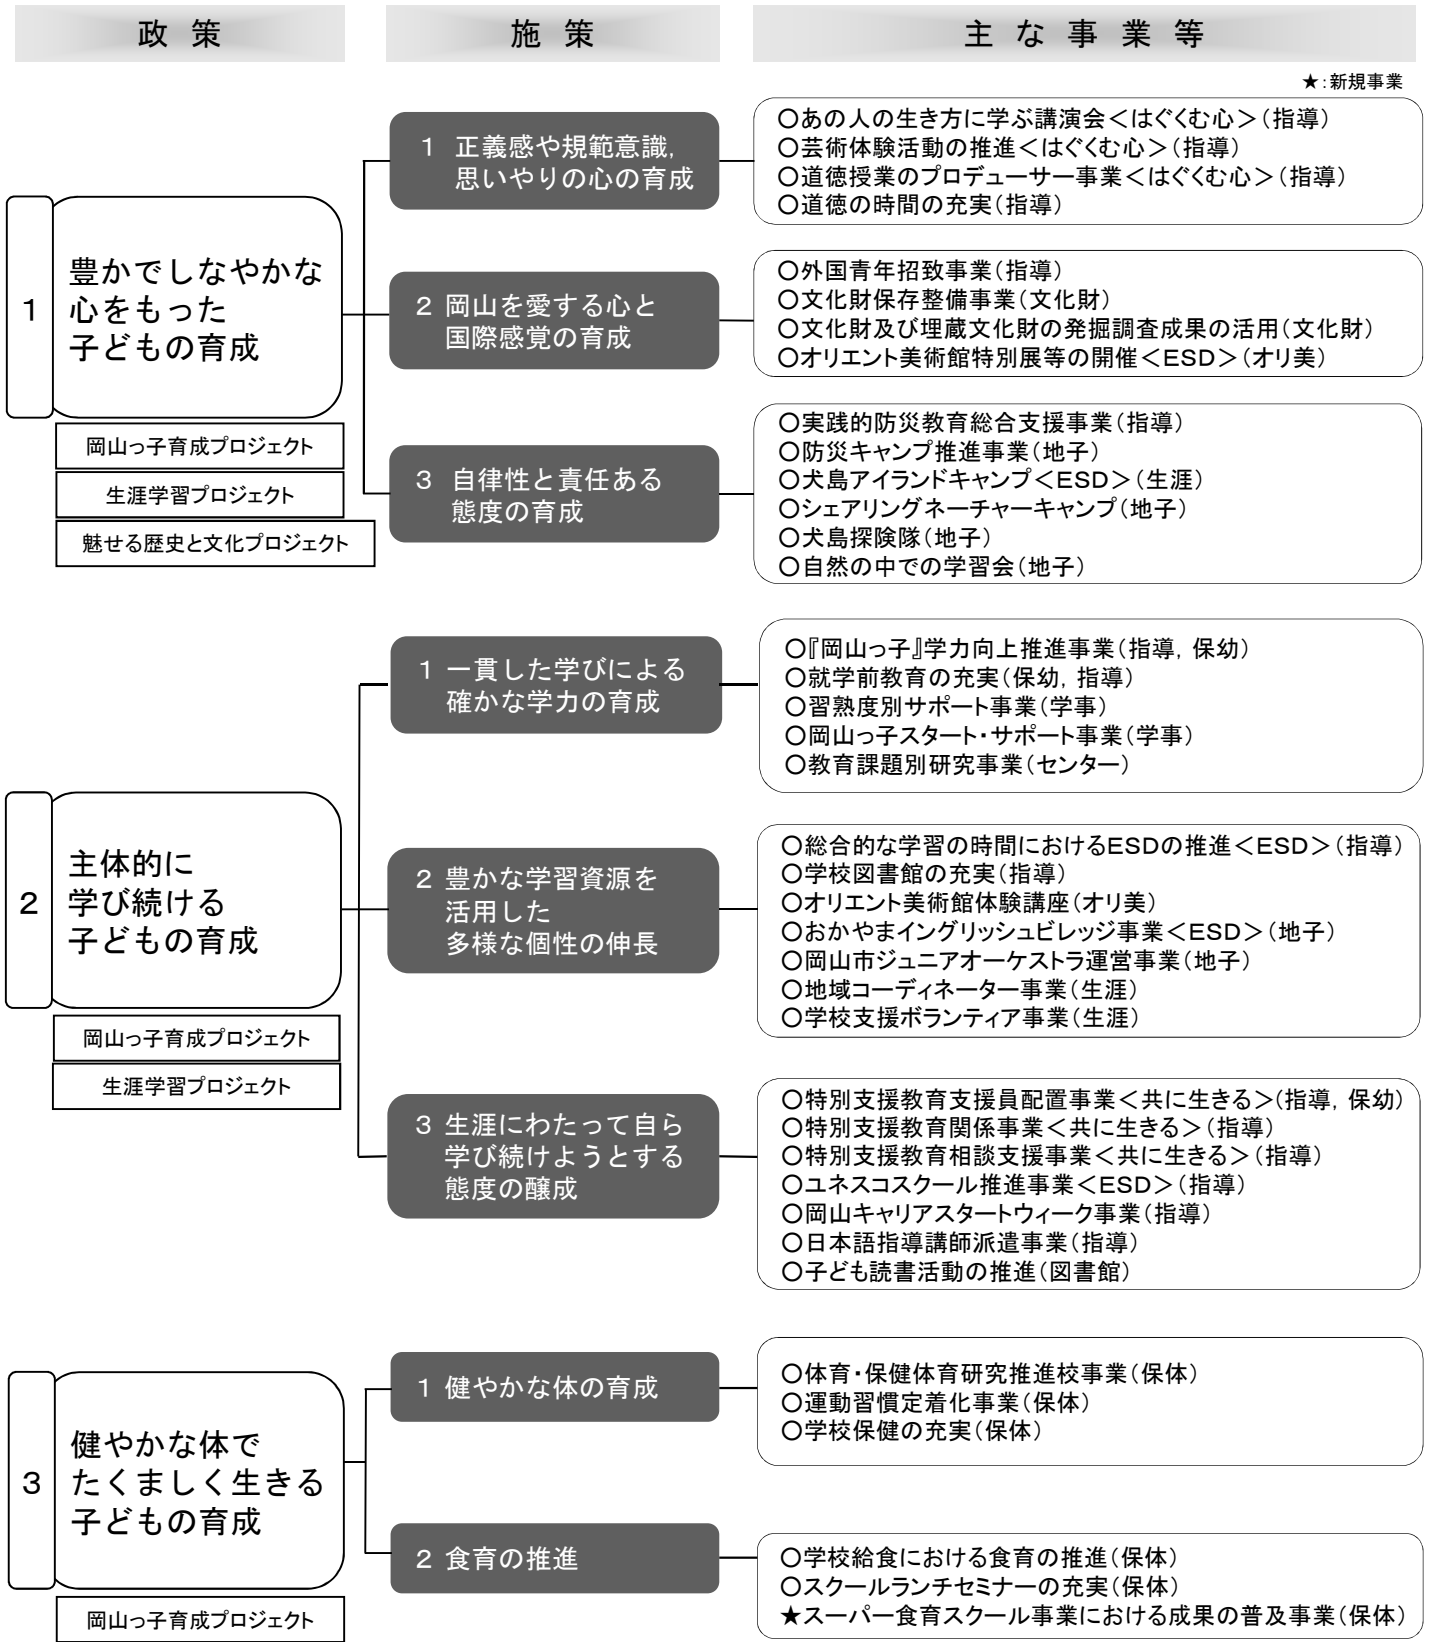 政策
施策
主な事業等
★：新規事業
1
豊かでしなやかな
心をもった
子どもの育成
岡山っ子育成プロジェクト
生涯学習プロジェクト
魅せる歴史と文化プロジェクト
1 正義感や規範意識，
思いやりの心の育成
○あの人の生き方に学ぶ講演会＜はぐくむ心＞（指導）
○芸術体験活動の推進＜はぐくむ心＞（指導）
○道徳授業のプロデューサー事業＜はぐくむ心＞（指導）
○道徳の時間の充実（指導）
2 岡山を愛する心と
国際感覚の育成
○外国青年招致事業（指導）
○文化財保存整備事業（文化財）
○文化財及び埋蔵文化財の発掘調査成果の活用（文化財）
○オリエント美術館特別展等の開催＜ESD＞（オリ美）
3 自律性と責任ある
態度の育成
○実践的防災教育総合支援事業（指導）
○防災キャンプ推進事業（地子）
○犬島アイランドキャンプ＜ESD＞（生涯）
○シェアリングネーチャーキャンプ（地子）
○犬島探険隊（地子）
○自然の中での学習会（地子）
2
主体的に
学び続ける
子どもの育成
岡山っ子育成プロジェクト
生涯学習プロジェクト
1 一貫した学びによる
確かな学力の育成
○『岡山っ子』学力向上推進事業（指導，保幼）
○就学前教育の充実（保幼，指導）
○習熟度別サポート事業（学事）
○岡山っ子スタート・サポート事業（学事）
○教育課題別研究事業（センター）
2 豊かな学習資源を
活用した
多様な個性の伸長
○総合的な学習の時間におけるESDの推進＜ESD＞（指導）
○学校図書館の充実（指導）
○オリエント美術館体験講座（オリ美）
○おかやまイングリッシュビレッジ事業＜ESD＞（地子）
○岡山市ジュニアオーケストラ運営事業（地子）
○地域コーディネーター事業（生涯）
○学校支援ボランティア事業（生涯）
3 生涯にわたって自ら
学び続けようとする
態度の醸成
○特別支援教育支援員配置事業＜共に生きる＞（指導，保幼）
○特別支援教育関係事業＜共に生きる＞（指導）
○特別支援教育相談支援事業＜共に生きる＞（指導）
○ユネスコスクール推進事業＜ESD＞（指導）
○岡山キャリアスタートウィーク事業（指導）
○日本語指導講師派遣事業（指導）
○子ども読書活動の推進（図書館）
3
健やかな体で
たくましく生きる
子どもの育成
岡山っ子育成プロジェクト
1 健やかな体の育成
○体育・保健体育研究推進校事業（保体）
○運動習慣定着化事業（保体）
○学校保健の充実（保体）
2 食育の推進
○学校給食における食育の推進（保体）
○スクールランチセミナーの充実（保体）
★スーパー食育スクール事業における成果の普及事業（保体）